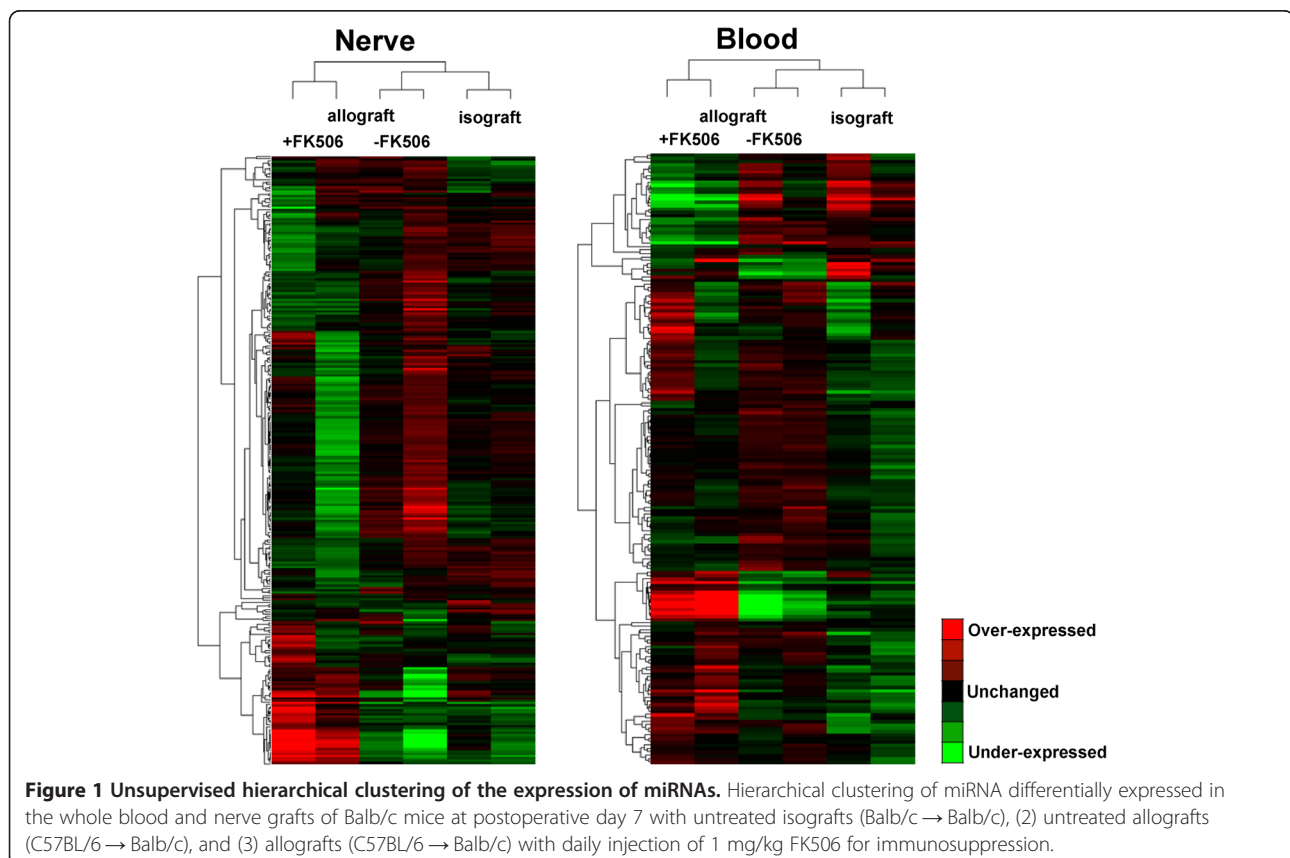 Nerve
Blood
allograft
isograft
+FK506
-FK506
allograft
isograft
+FK506
-FK506
Over-expressed
Unchanged
Under-expressed
Figure 1 Unsupervised hierarchical clustering of the expression of miRNAs. Hierarchical clustering of miRNA differentially expressed in
the whole blood and nerve grafts of Balb/c mice at postoperative day 7 with untreated isografts (Balb/c → Balb/c), (2) untreated allografts
(C57BL/6 → Balb/c), and (3) allografts (C57BL/6 → Balb/c) with daily injection of 1 mg/kg FK506 for immunosuppression.